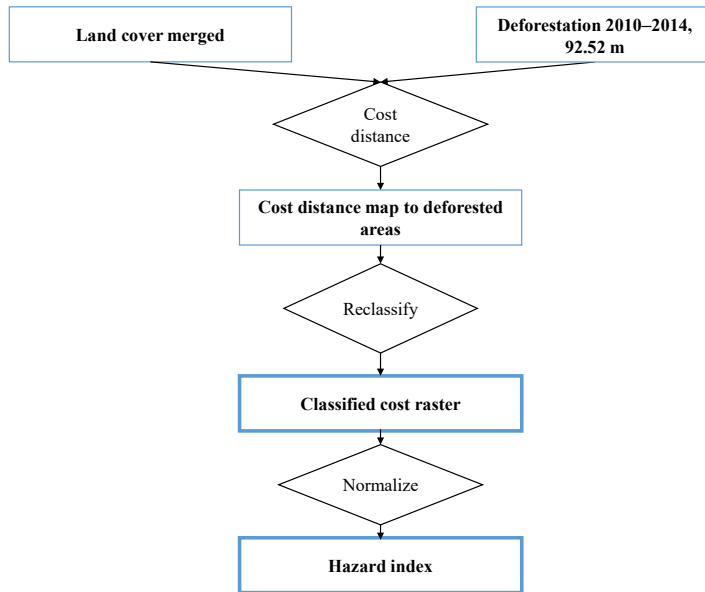 Land cover merged
Deforestation 2010–2014,
92.52 m
Cost
distance
Cost distance map to deforested
areas
Reclassify
Classified cost raster
Normalize
Hazard index